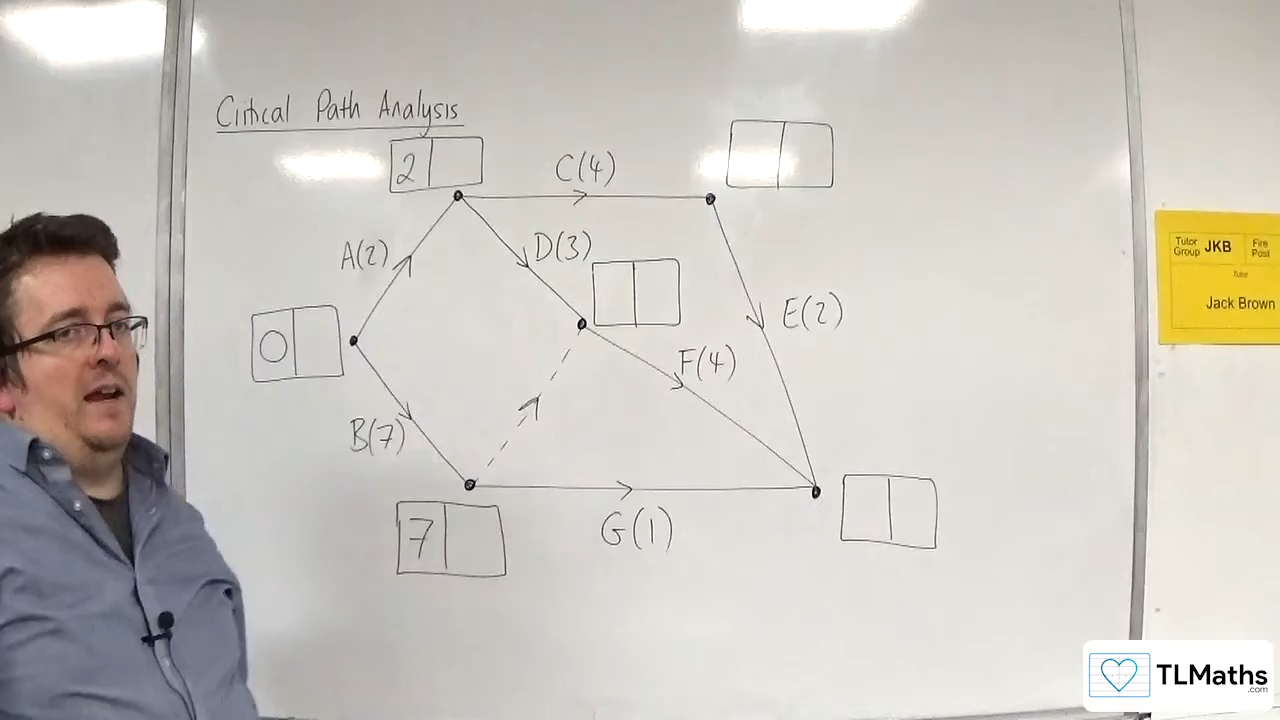 Critical Path Analysis
2
C(4)
A(2)
D(3)
0
E(2)
F(4)
B(7)
7
G(1)
Tutor Group JKB Fire Post
Tutor
Jack Brown
TLMaths
.com